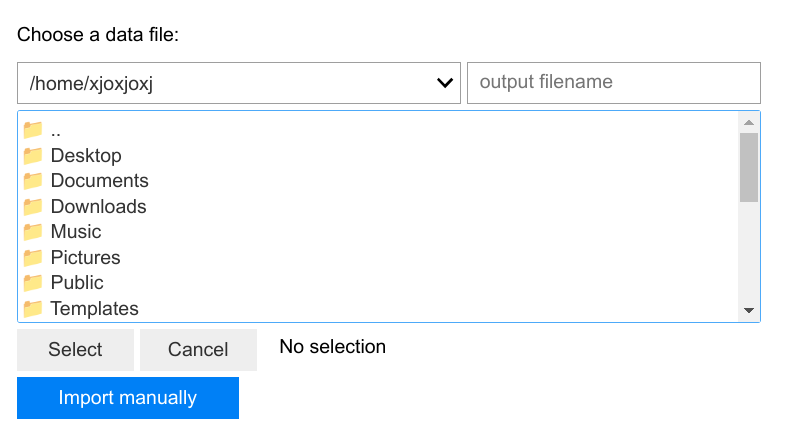 Choose a data file:
/home/xjoxjoxj
output filename
..
Desktop
Documents
Downloads
Music
Pictures
Public
Templates
Select
Cancel
No selection
Import manually